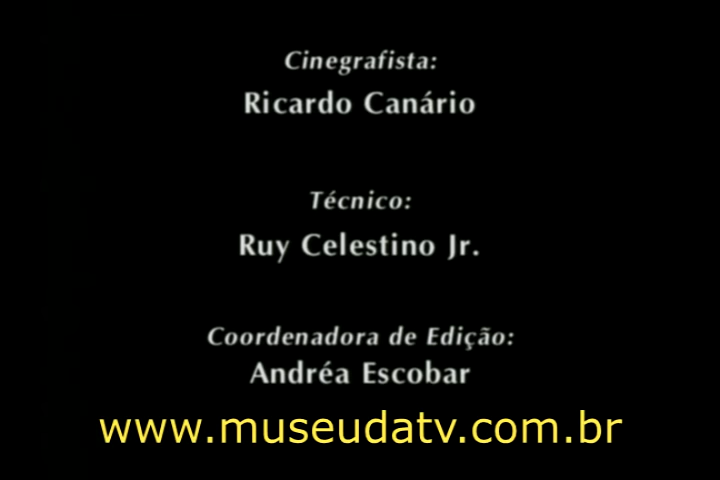 Cinegrafista:
Ricardo Canário
Técnico:
Ruy Celestino Jr.
Coordenadora de Edição:
Andréa Escobar
www.museudatv.com.br